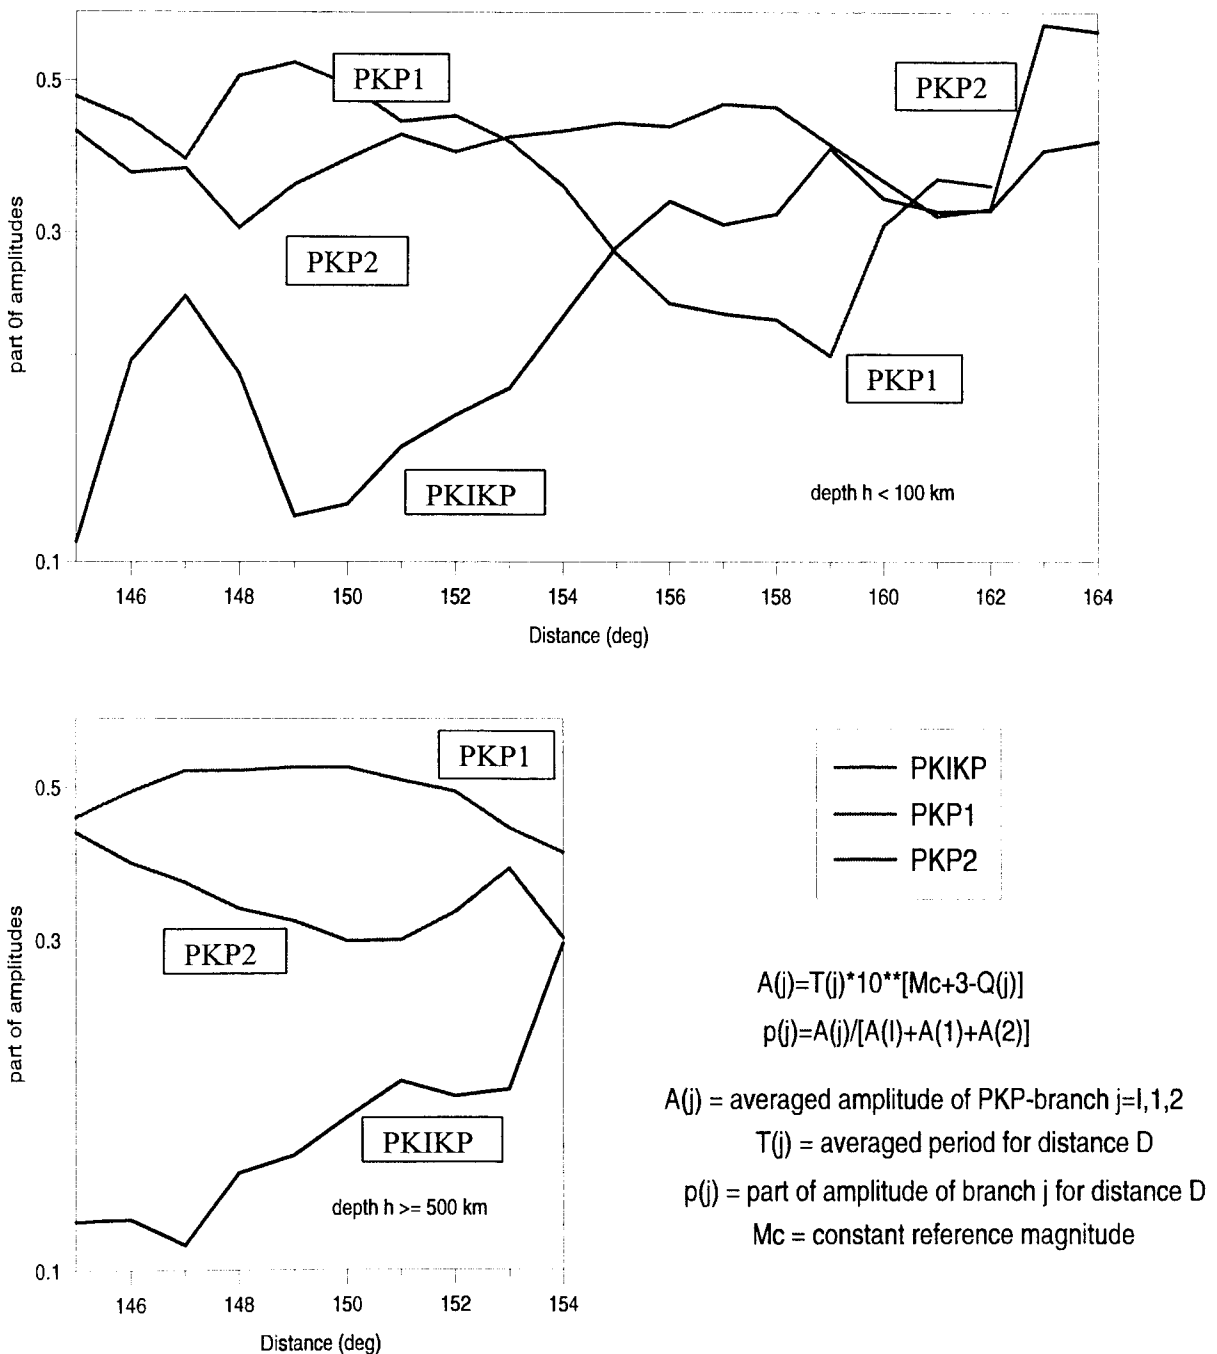 PKP1
PKP2
0.5
0.3
0.1
part Of amplitudes
PKP2
PKP1
PKIKP
depth h < 100 km
146 148 150 152 154 156 158 160 162 164
Distance (deg)
PKP1
0.5
0.3
0.1
part of amplitudes
PKP2
PKIKP
depth h >= 500 km
146 148 150 152 154
Distance (deg)
PKIKP
PKP1
PKP2
A(j)=T(j)*10**[Mc+3-Q(j)]
p(j)=A(j)/[A(I)+A(1)+A(2)]
A(j) = averaged amplitude of PKP-branch j=I,1,2
T(j) = averaged period for distance D
p(j) = part of amplitude of branch j for distance D
Mc = constant reference magnitude